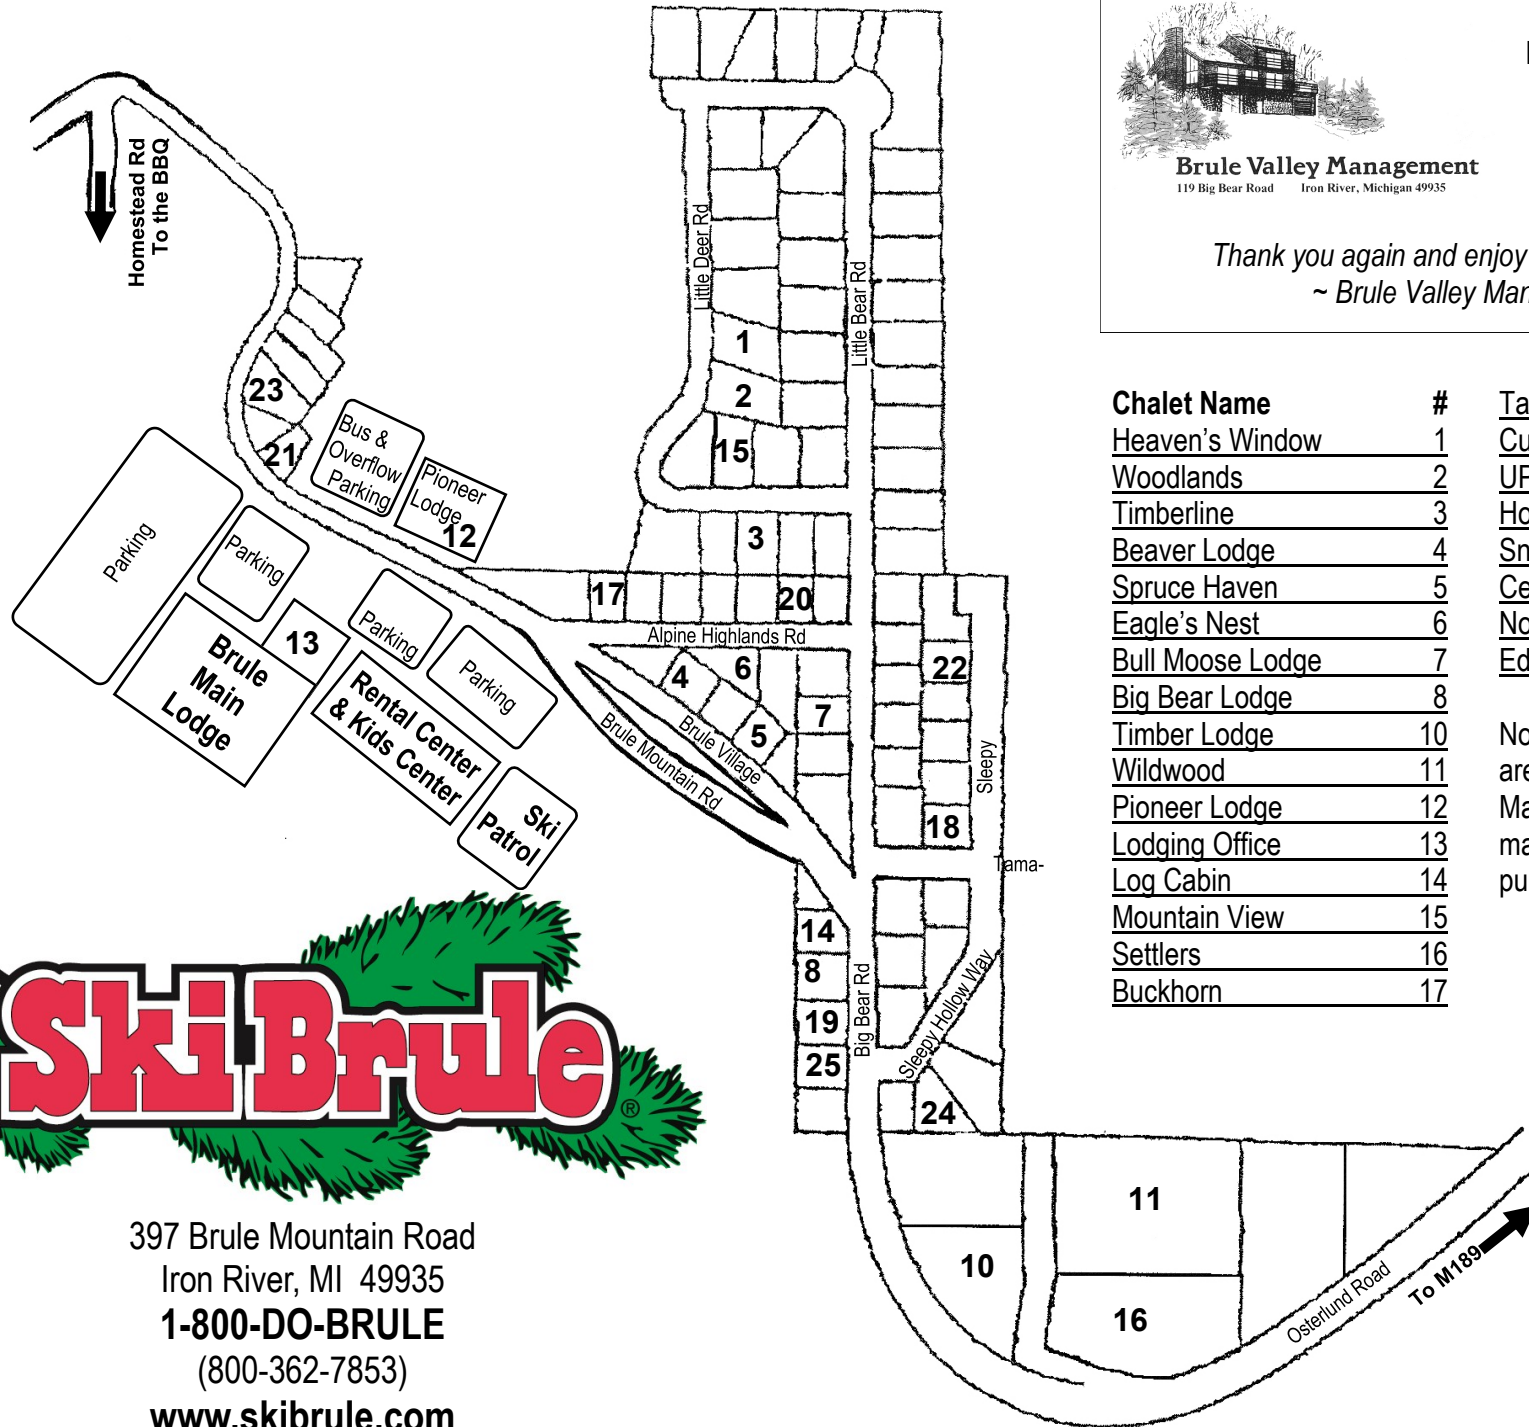 Homestead Rd
To the BBQ
Brule Valley Management
119 Big Bear Road Iron River, Michigan 49935
Thank you again and enjoy
~ Brule Valley
Little Deer Rd
Little Bear Rd
1
2
15
3
17
20
Alpine Highlands Rd
23
21
Bus &
Overflow
Parking
Pioneer
Lodge
12
Parking
Parking
Parking
Parking
13
Brule
Main
Lodge
Rental Center
& Kids Center
Ski
Patrol
4
6
5
7
22
18
Brule Village
Brule Mountain Rd
Sleepy
Tama-
14
8
19
25
Big Bear Rd
Sleepy Hollow Way
24
11
10
16
Osterlund Road
To M189
Chalet Name #
Heaven's Window 1
Woodlands 2
Timberline 3
Beaver Lodge 4
Spruce Haven 5
Eagle's Nest 6
Bull Moose Lodge 7
Big Bear Lodge 8
Timber Lodge 10
Wildwood 11
Pioneer Lodge 12
Lodging Office 13
Log Cabin 14
Mountain View 15
Settlers 16
Buckhorn 17
Ski Brule ®
397 Brule Mountain Road
Iron River, MI 49935
1-800-DO-BRULE
(800-362-7853)
www.skibrule.com